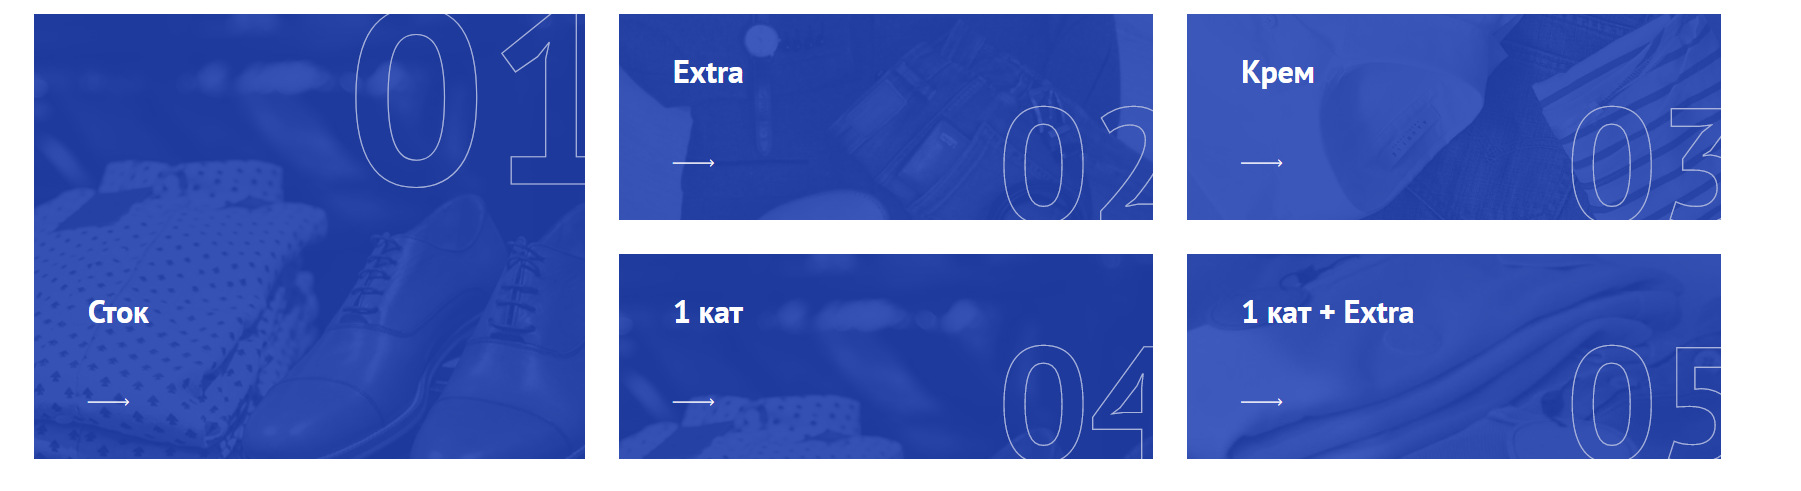 01
Сток
Extra
02
Крем
03
1 кат
04
1 кат + Extra
05